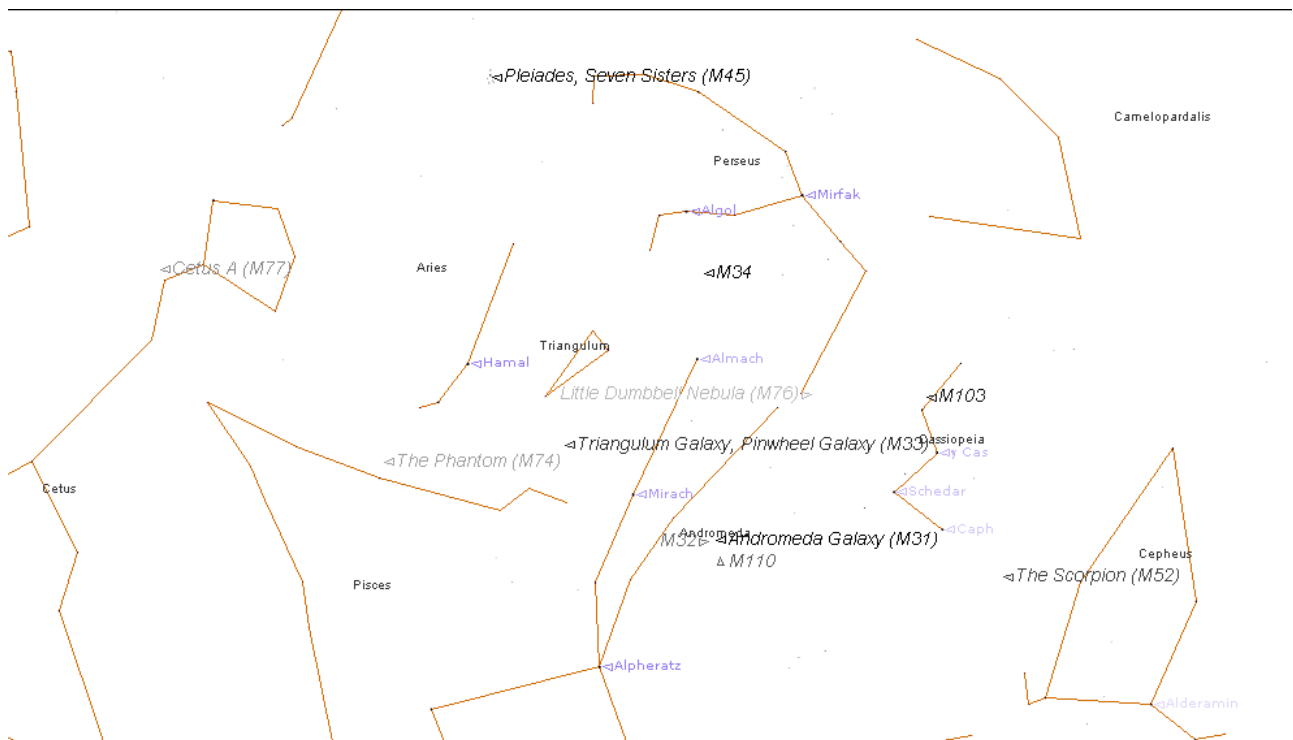 Pleiades, Seven Sisters (M45)
Camelopardalis
Perseus
Mirfak
Algol
Cetus A (M77)
Aries
M34
Triangulum
Hamal
Almach
Little Dumbbell Nebula (M76)
M103
Triangulum Galaxy, Pinwheel Galaxy (M33)
Cassiopeia
γ Cas
The Phantom (M74)
Cetus
Mirach
Schedar
Andromeda
Caph
M32
Andromeda Galaxy (M31)
M110
Cepheus
The Scorpion (M52)
Pisces
Alpheratz
Alderamin